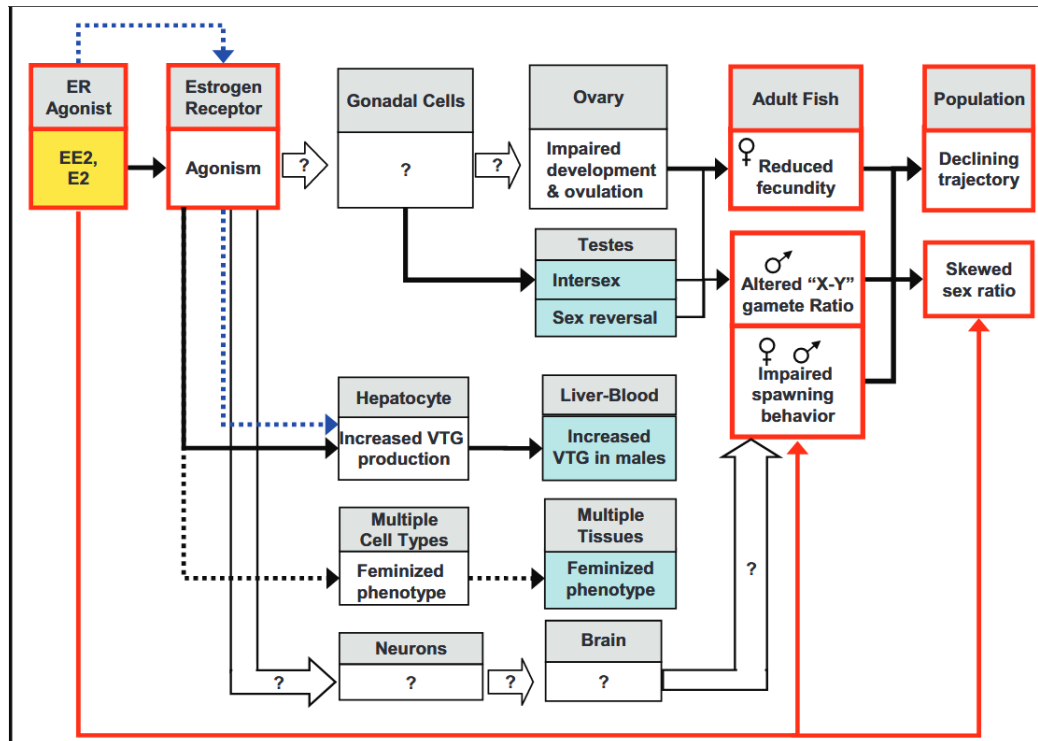 ER
Agonist
EE2,
E2
Estrogen
Receptor
Agonism
?
Gonadal Cells
?
?
Ovary
Impaired
development
& ovulation
Testes
Intersex
Sex reversal
Adult Fish
♀
Reduced
fecundity
♂
Altered “X-Y”
gamete Ratio
♀ ♂
Impaired
spawning
behavior
Population
Declining
trajectory
Skewed
sex ratio
Hepatocyte
Increased VTG
production
Liver-Blood
Increased
VTG in males
Multiple
Cell Types
Feminized
phenotype
Multiple
Tissues
Feminized
phenotype
?
Neurons
?
?
Brain
?
?